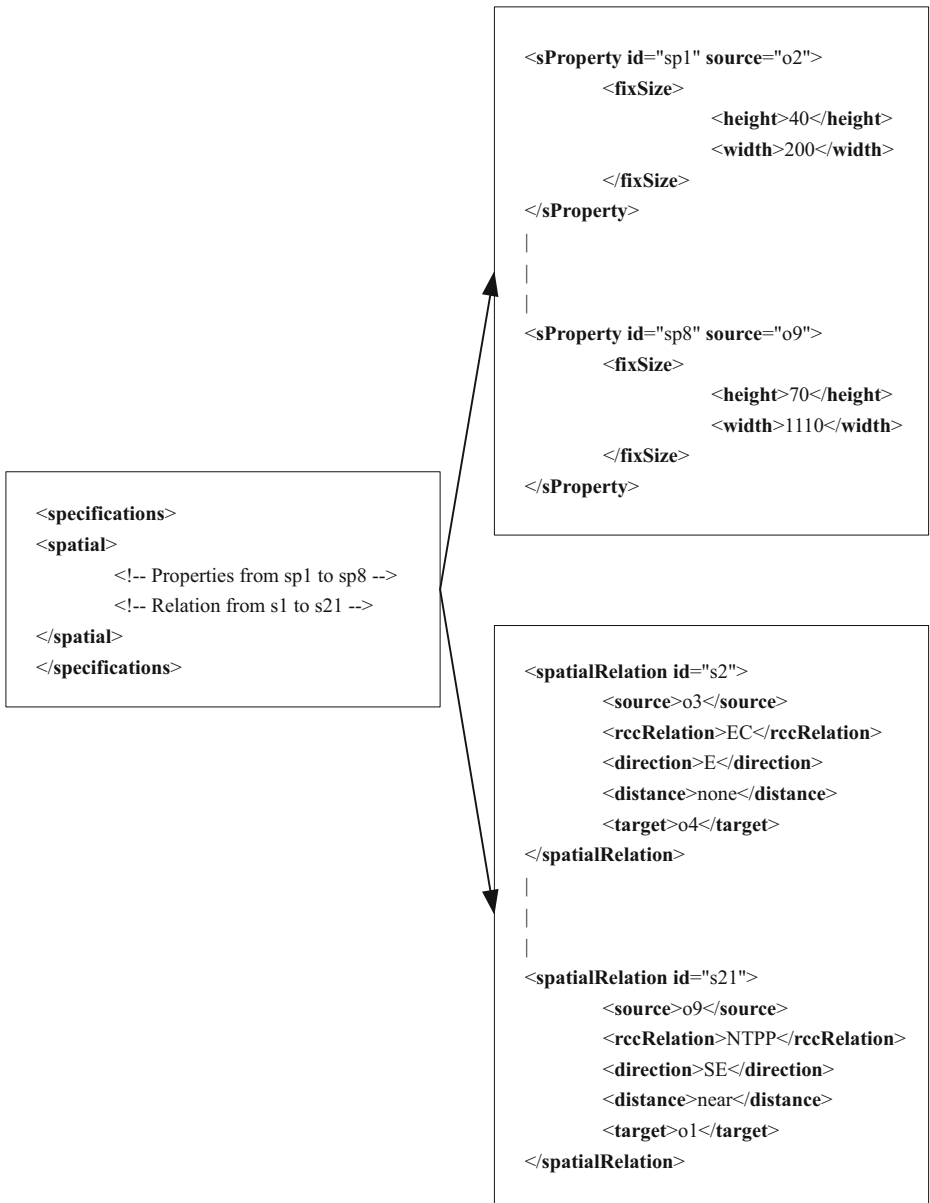 <specifications>
<spatial>
<!-- Properties from sp1 to sp8 -->
<!-- Relation from s1 to s21 -->
</spatial>
</specifications>
<sProperty id="sp1" source="o2">
<fixSize>
<height>40</height>
<width>200</width>
</fixSize>
</sProperty>
|
|
|
<sProperty id="sp8" source="o9">
<fixSize>
<height>70</height>
<width>1110</width>
</fixSize>
</sProperty>
<spatialRelation id="s2">
<source>o3</source>
<rccRelation>EC</rccRelation>
<direction>E</direction>
<distance>none</distance>
<target>o4</target>
</spatialRelation>
|
|
|
<spatialRelation id="s21">
<source>o9</source>
<rccRelation>NTPP</rccRelation>
<direction>SE</direction>
<distance>near</distance>
<target>o1</target>
</spatialRelation>